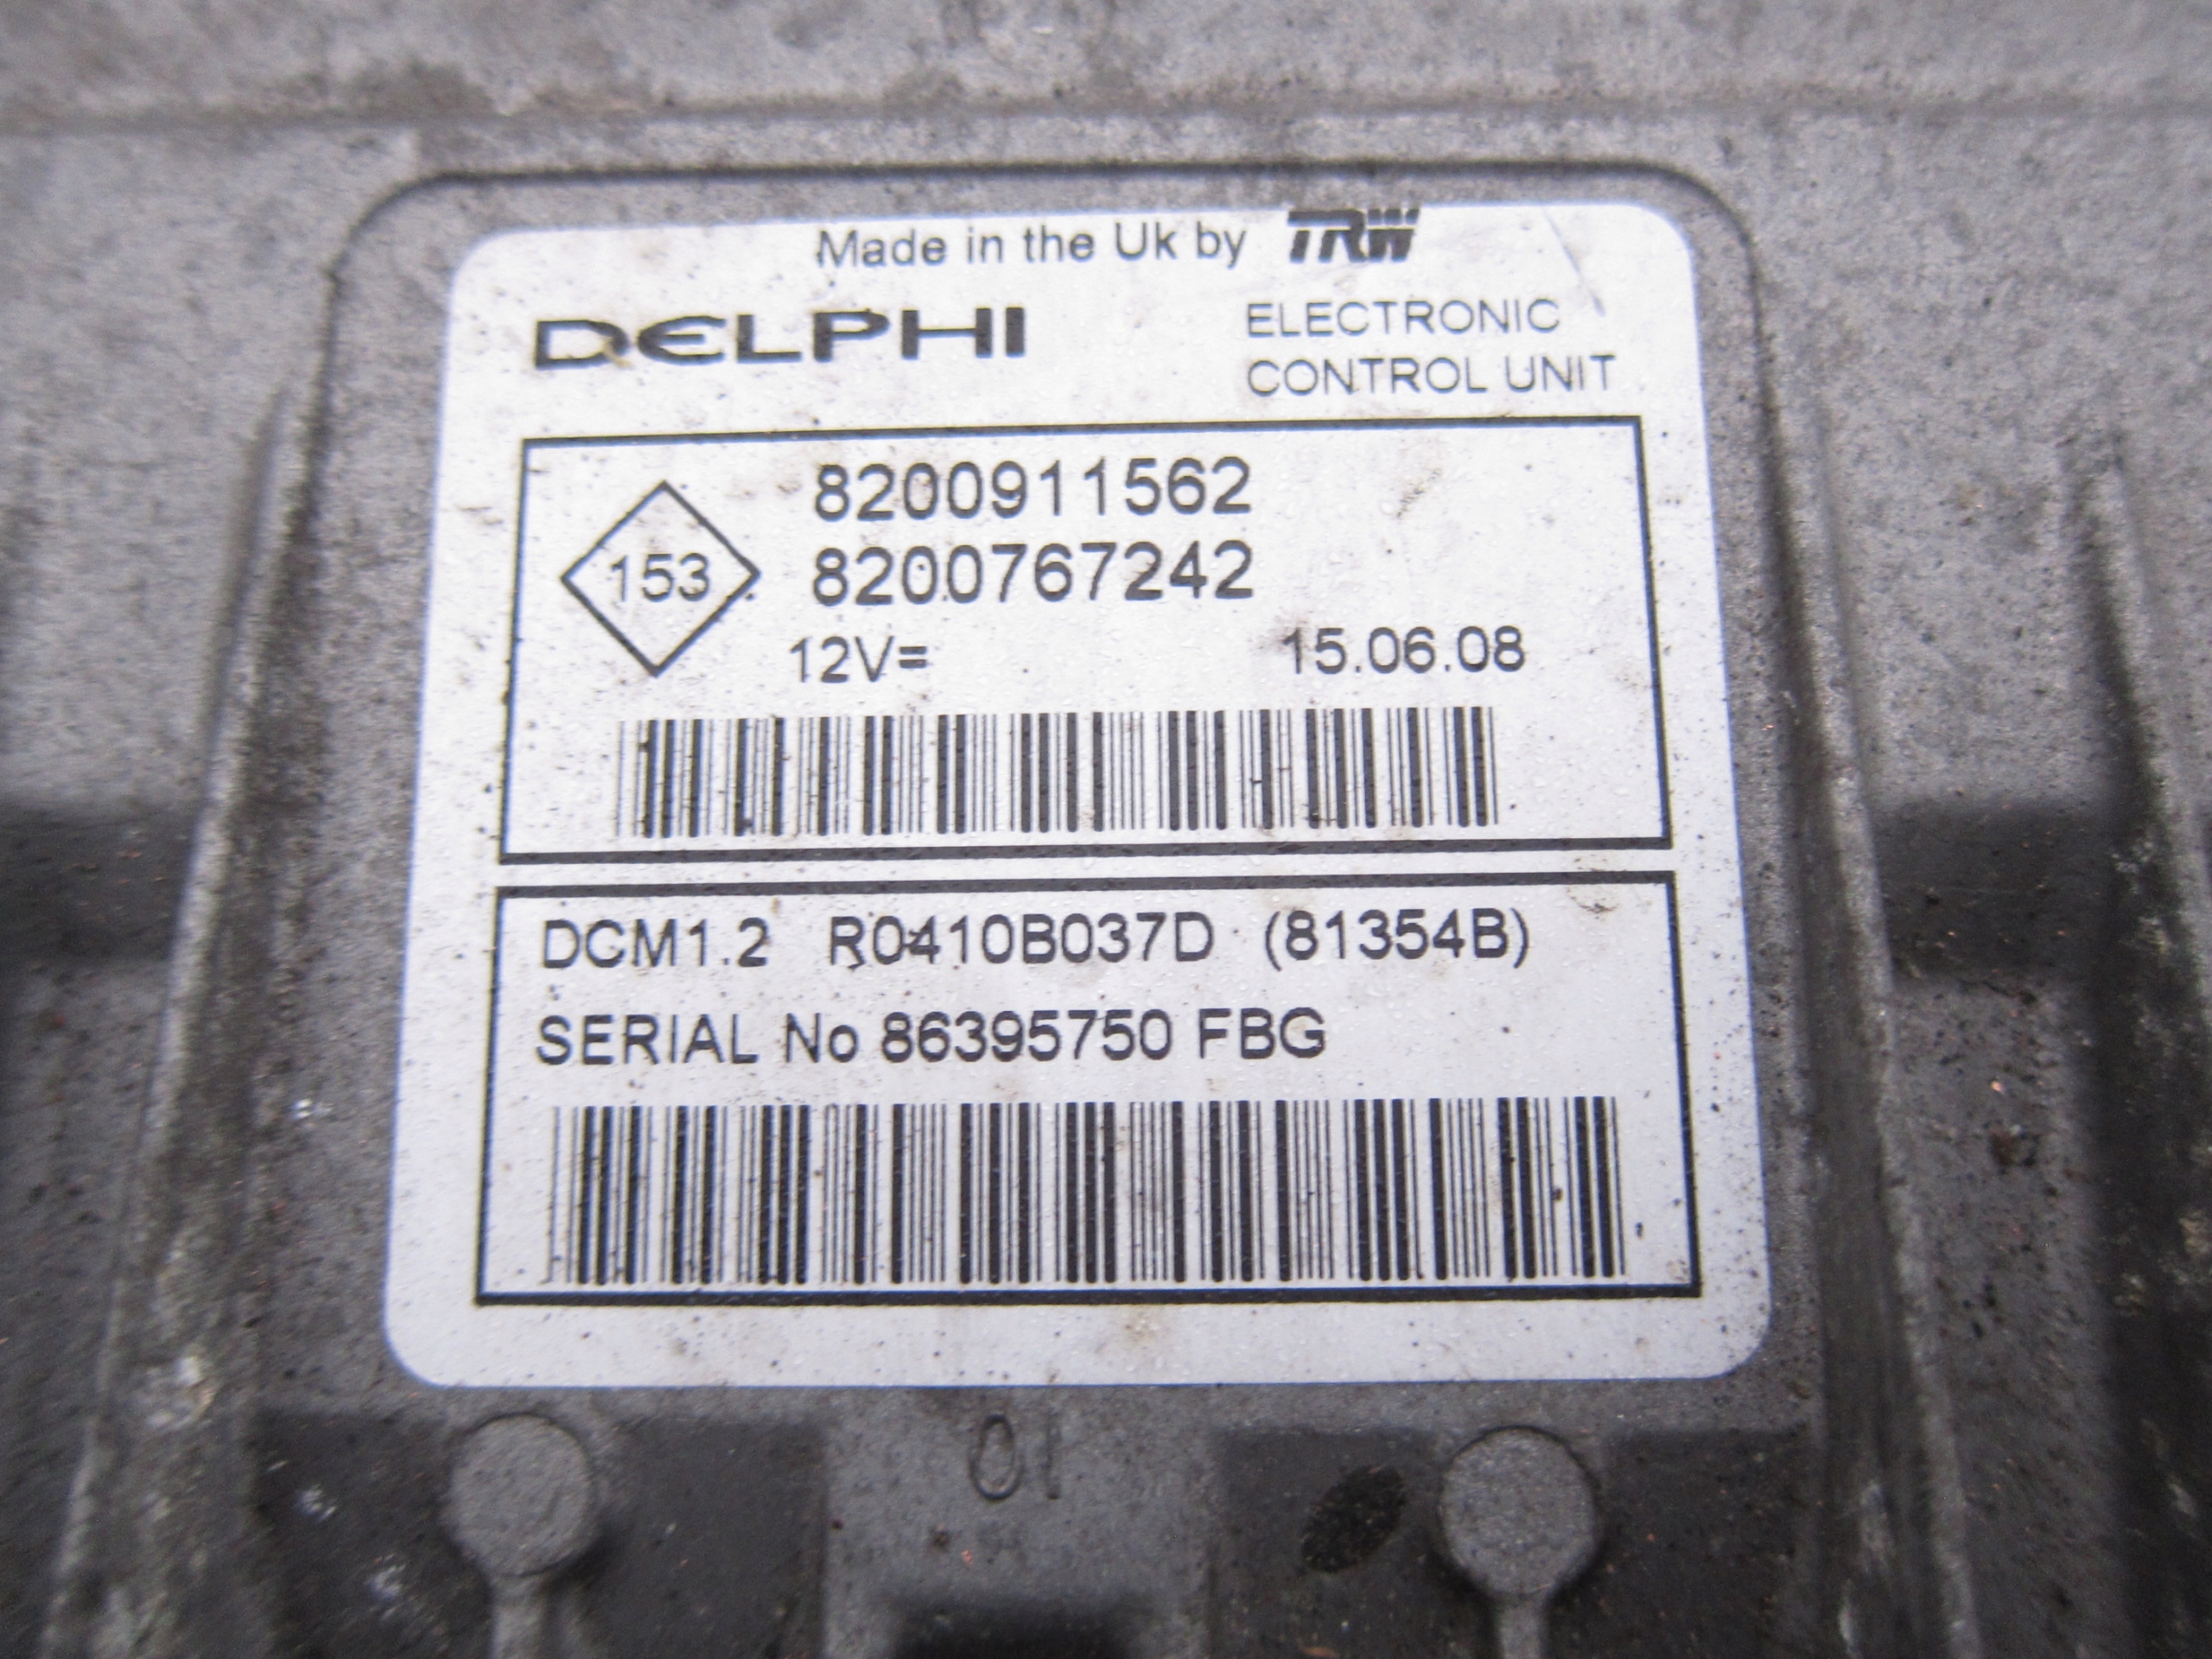 Made in the Uk by TRW
DELPHI
ELECTRONIC
CONTROL UNIT
8200911562
153
8200767242
12V= 15.06.08
DCM1.2 R0410B037D (81354B)
SERIAL No 86395750 FBG